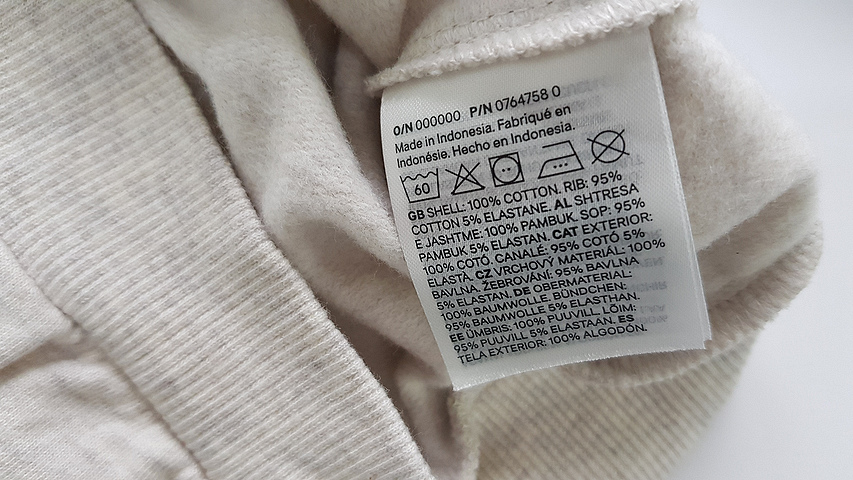 O/N 000000 P/N 0764758 0
Made in Indonesia. Fabriqué en
Indonésie. Hecho en Indonesia.
60
GB SHELL: 100% COTTON. RIB: 95%
COTTON 5% ELASTANE. AL SHTRESA
E JASHTME: 100% PAMBUK. SOP: 95%
PAMBUK 5% ELASTAN. CAT EXTERIOR:
100% COTÓ. CANALÉ: 95% COTÓ 5%
ELASTÀ. CZ VRCHOVÝ MATERIÁL: 100%
BAVLNA. ŽEBROVÁNÍ: 95% BAVLNA
5% ELASTAN. DE OBERMATERIAL:
100% BAUMWOLLE. BÜNDCHEN:
95% BAUMWOLLE 5% ELASTHAN.
EE ÜMBRIS: 100% PUUVILL. LÕIM:
95% PUUVILL 5% ELASTAAN. ES
TELA EXTERIOR: 100% ALGODÓN.